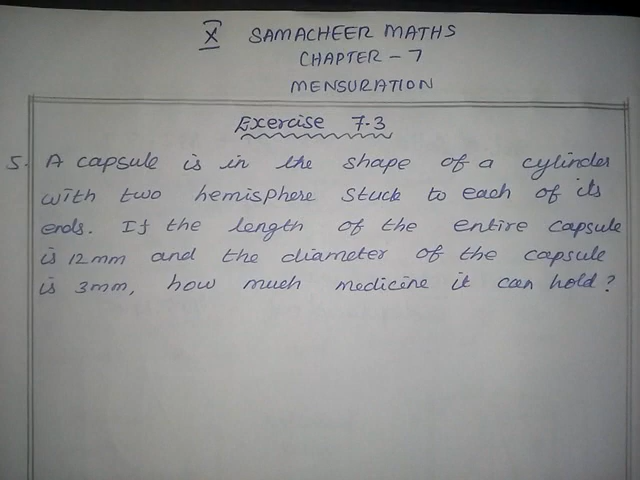 X SAMACHEER MATHS
CHAPTER - 7
MENSURATION
Exercise 7.3
5. A capsule is in the shape of a cylinder
with two hemisphere stuck to each of its
ends. If the length of the entire capsule
is 12mm and the diameter of the capsule
is 3mm, how much medicine it can hold?